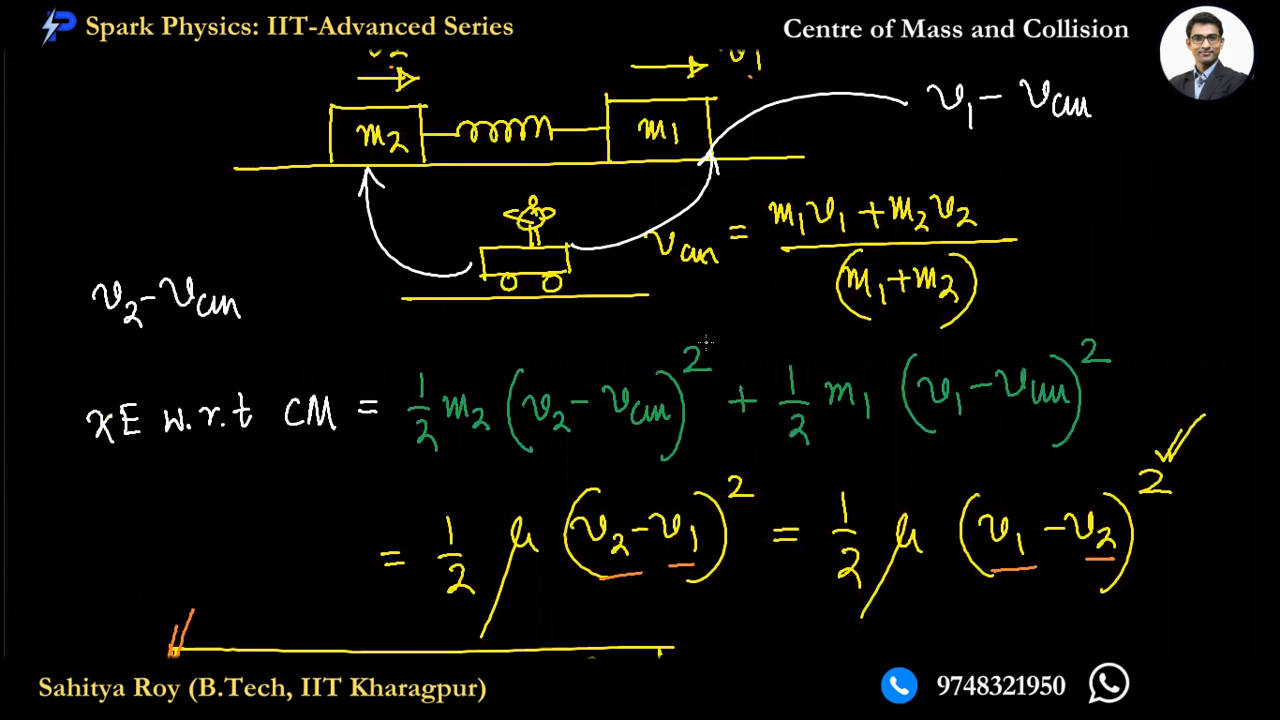 Spark Physics: IIT-Advanced Series
Centre of Mass and Collision
v₂
v₁
m₂
m₁
v₁ - vcm
vcm = (m₁v₁ + m₂v₂) / (m₁+m₂)
v₂ - vcm
KE w.r.t CM = 1/2 m₂ (v₂ - vcm)² + 1/2 m₁ (v₁ - vcm)²
= 1/2 μ (v₂ - v₁)² = 1/2 μ (v₁ - v₂)²
Sahitya Roy (B.Tech, IIT Kharagpur)
9748321950